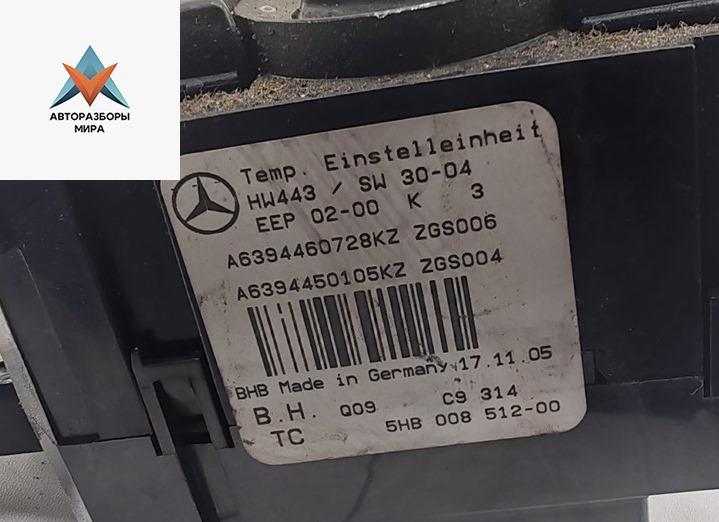 АВТОРАЗБОРЫ
МИРА
Temp. Einstelleinheit
HW443 / SW 30-04
EEP 02-00 K 3
A6394460728KZ ZGS006
A6394450105KZ ZGS004
BHB Made in Germany 17.11.05
B.H. Q09 C9 314
TC 5HB 008 512-00